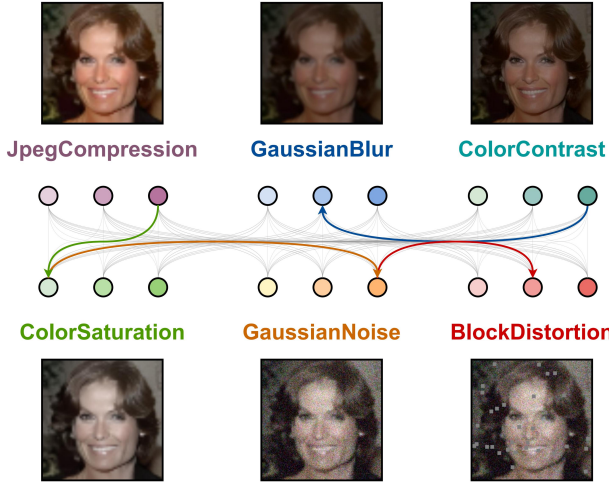 JpegCompression
GaussianBlur
ColorContrast
ColorSaturation
GaussianNoise
BlockDistortion